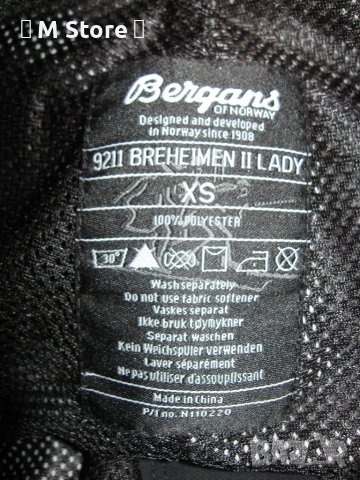 M Store
Bergans
OF NORWAY
Designed and developed
in Norway since 1908
9211 BREHEIMEN II LADY
XS
100% POLYESTER
30°
Wash separately
Do not use fabric softener
Vaskes separat
Ikke bruk tøymykner
Separat waschen
Kein Weichspüler verwenden
Laver séparément
Ne pas utiliser d'assouplissant
Made in China
P/I no. N110220